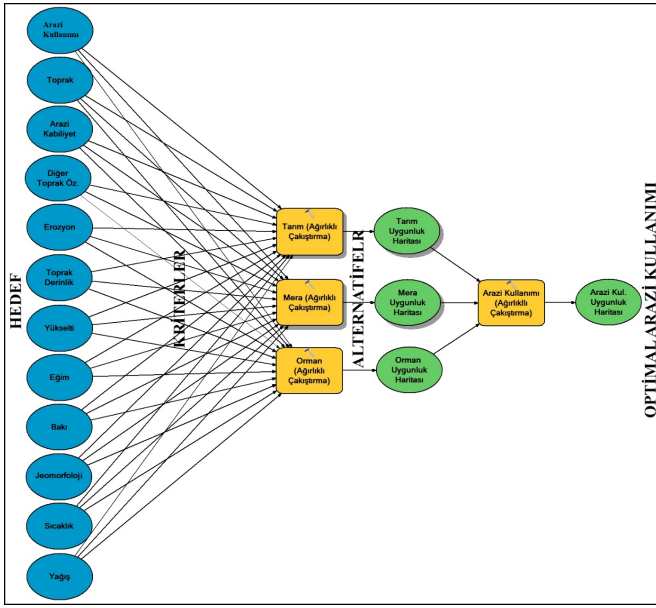 HEDEF
Arazi
Kullanımı
Toprak
Arazi
Kabiliyet
Diğer
Toprak Öz.
Erozyon
Toprak
Derinlik
Yükselti
Eğim
Bakı
Jeomorfoloji
Sıcaklık
Yağış
KRİTERLER
Tarım (Ağırlıklı
Çakıştırma)
Mera (Ağırlıklı
Çakıştırma)
Orman
(Ağırlıklı
Çakıştırma)
ALTERNATİFELR
Tarım
Uygunluk
Haritası
Mera
Uygunluk
Haritası
Orman
Uygunluk
Haritası
Arazi Kullanımı
(Ağırlıklı
Çakıştırma)
Arazi Kul.
Uygunluk
Haritası
OPTİMAL ARAZİ KULLANIMI